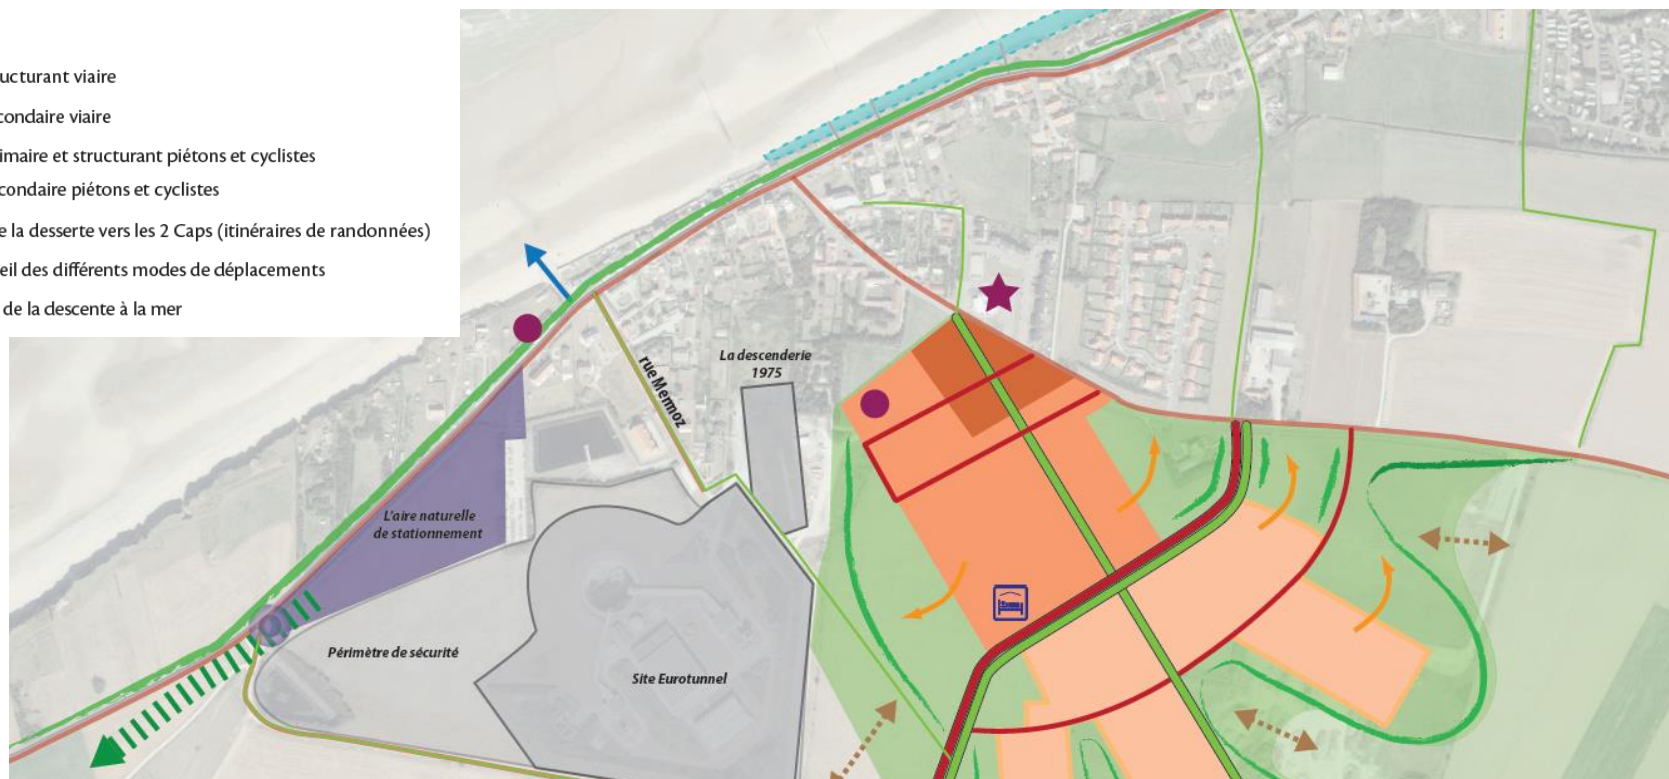 ucturant viaire
condaire viaire
imaire et structurant piétons et cyclistes
condaire piétons et cyclistes
e la desserte vers les 2 Caps (itinéraires de randonnées)
eil des différents modes de déplacements
de la descente à la mer
La descenderie
1975
rue Mermoz
L'aire naturelle
de stationnement
Périmètre de sécurité
Site Eurotunnel